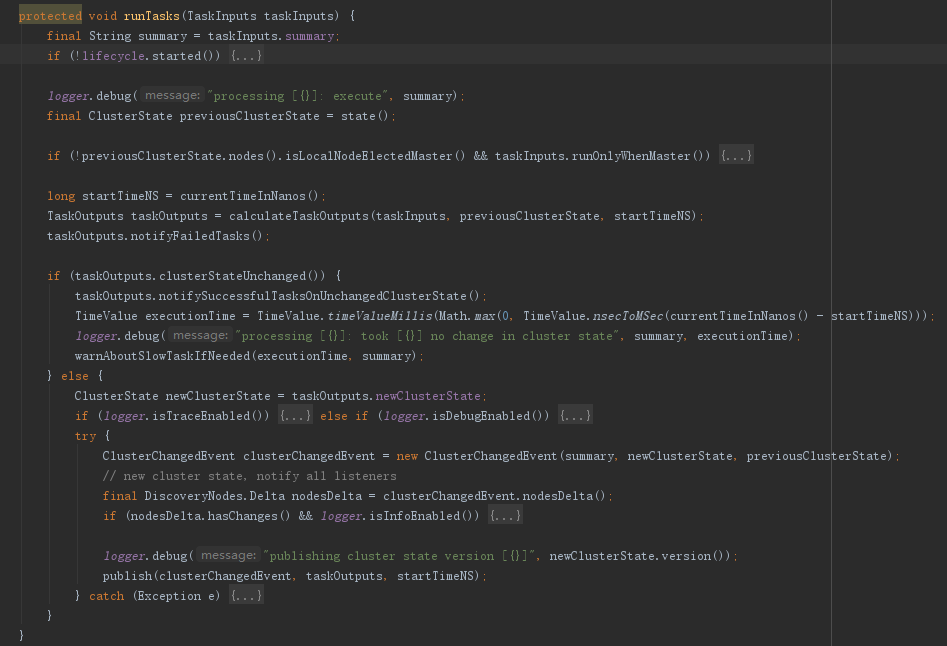 protected void runTasks(TaskInputs taskInputs) {
final String summary = taskInputs.summary;
if (!lifecycle.started()) {...}
logger.debug( message: "processing [{}]: execute", summary);
final ClusterState previousClusterState = state();
if (!previousClusterState.nodes().isLocalNodeElectedMaster() && taskInputs.runOnlyWhenMaster()) {...}
long startTimeNS = currentTimeInNanos();
TaskOutputs taskOutputs = calculateTaskOutputs(taskInputs, previousClusterState, startTimeNS);
taskOutputs.notifyFailedTasks();
if (taskOutputs.clusterStateUnchanged()) {
taskOutputs.notifySuccessfulTasksOnUnchangedClusterState();
TimeValue executionTime = TimeValue.timeValueMillis(Math.max(0, TimeValue.nsecToMSec(currentTimeInNanos() - startTimeNS)));
logger.debug( message: "processing [{}]: took [{}] no change in cluster state", summary, executionTime);
warnAboutSlowTaskIfNeeded(executionTime, summary);
} else {
ClusterState newClusterState = taskOutputs.newClusterState;
if (logger.isTraceEnabled()) {...} else if (logger.isDebugEnabled()) {...}
try {
ClusterChangedEvent clusterChangedEvent = new ClusterChangedEvent(summary, newClusterState, previousClusterState);
// new cluster state, notify all listeners
final DiscoveryNodes.Delta nodesDelta = clusterChangedEvent.nodesDelta();
if (nodesDelta.hasChanges() && logger.isInfoEnabled()) {...}
logger.debug( message: "publishing cluster state version [{}]", newClusterState.version());
publish(clusterChangedEvent, taskOutputs, startTimeNS);
} catch (Exception e) {...}
}
}